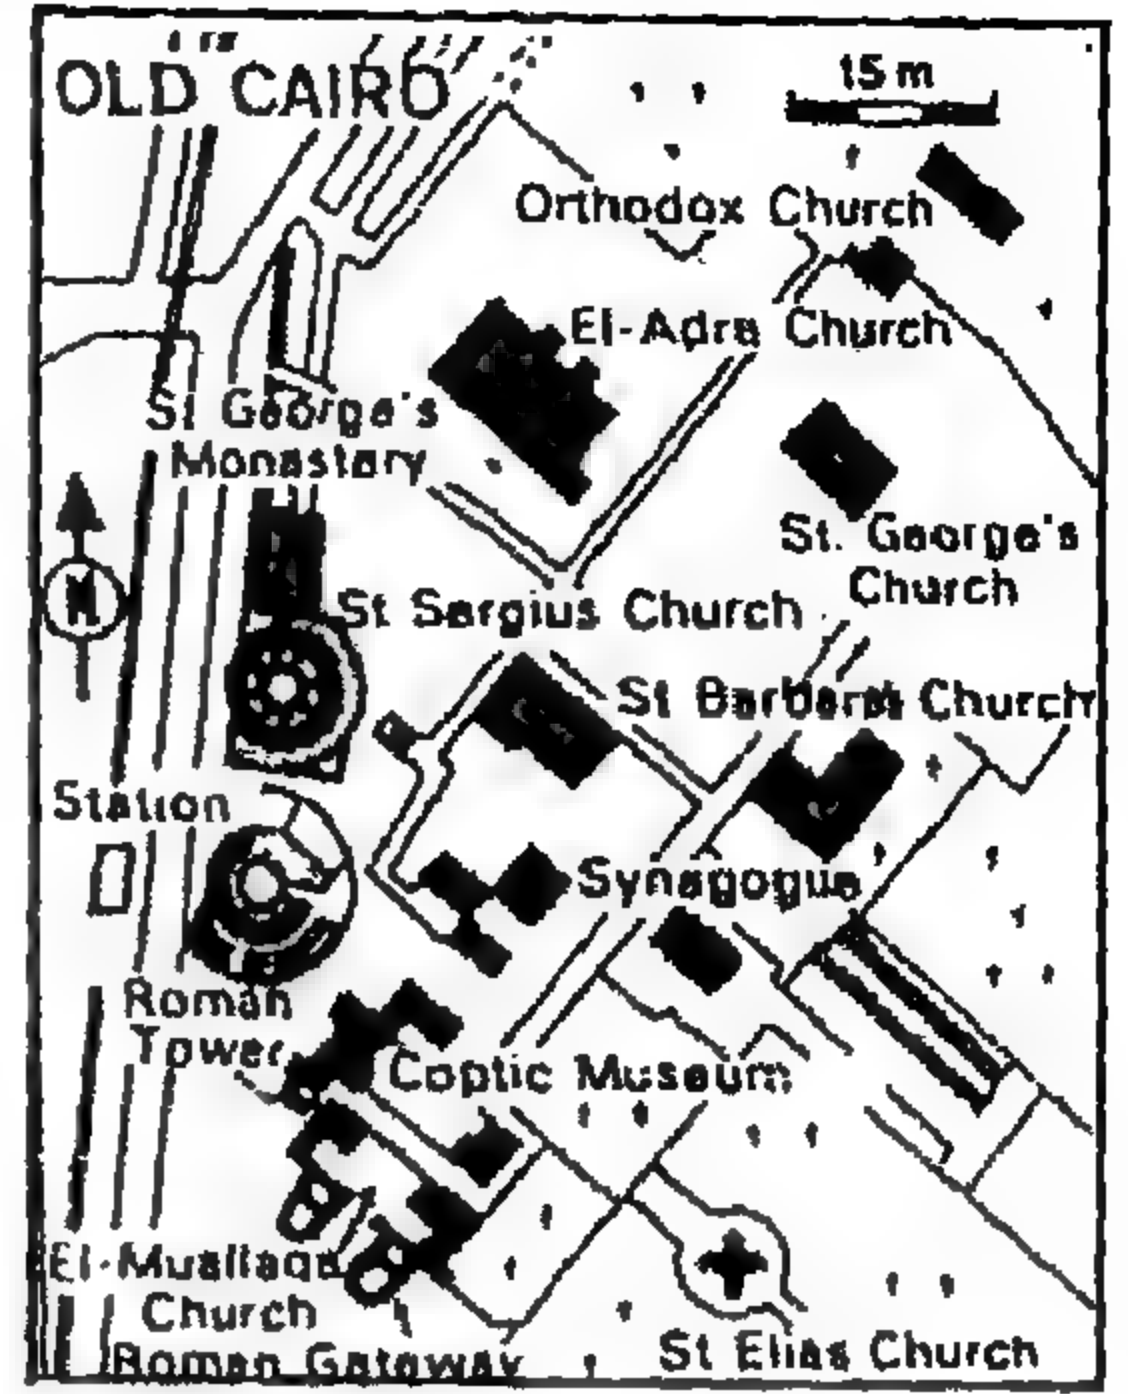 OLD CAIRO
15 m
Orthodox Church
El-Adra Church
St George's
Monastery
N
St. George's
Church
St Sergius Church
St Barbara Church
Station
Synagogue
Roman
Tower
Coptic Museum
El-Muallaqa
Church
Roman Gateway
St Elias Church